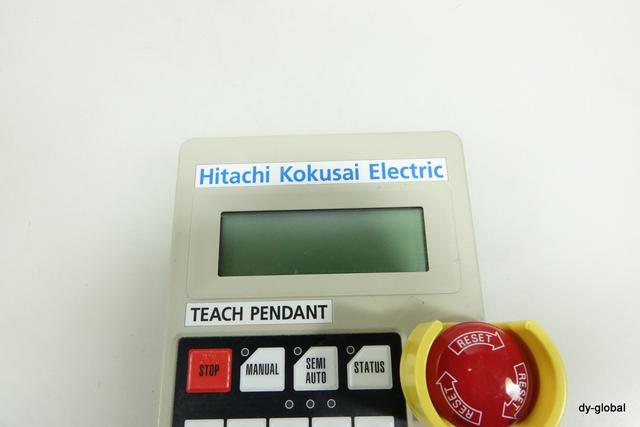 Hitachi Kokusai Electric
TEACH PENDANT
STOP
MANUAL
SEMI
AUTO
STATUS
RESET
RESET
RESET
dy-global